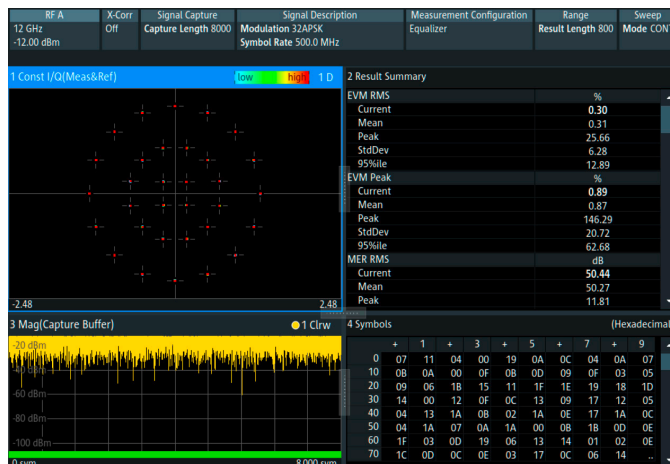 RF A X-Corr Signal Capture Signal Description Measurement Configuration Range Sweep
12 GHz Off Capture Length 8000 Modulation 32APSK Equalizer Result Length 800 Mode CON
-12.00 dBm Symbol Rate 500.0 MHz
1 Const I/Q(Meas&Ref) low high 1 D
2 Result Summary
EVM RMS %
Current 0.30
Mean 0.31
Peak 25.66
StdDev 6.28
95%ile 12.89
EVM Peak %
Current 0.89
Mean 0.87
Peak 146.29
StdDev 20.72
95%ile 62.68
MER RMS dB
Current 50.44
Mean 50.27
Peak 11.81
-2.48 2.48
3 Mag(Capture Buffer) 1 Clrw
-20 dBm
-40 dBm
-60 dBm
-80 dBm
-100 dBm
0 sym 8000 sym
4 Symbols (Hexadecimal
+ 1 + 3 + 5 + 7 + 9
0 07 11 04 00 19 0A 0C 04 0A 07
10 0B 0A 00 0F 0B 0D 09 0F 03 05
20 09 06 1B 15 11 1F 1E 19 18 1D
30 14 00 12 0F 0C 13 09 17 12 05
40 04 13 1A 0B 02 1A 0E 17 1A 0C
50 04 1A 07 0A 1A 00 0B 1B 0D 0E
60 1F 03 0D 19 06 13 14 01 02 0E
70 1C 0D 0C 0E 03 17 0C 06 14 ..